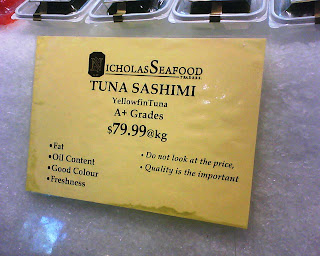 NICHOLAS SEAFOOD
TRADERS
TUNA SASHIMI
YellowfinTuna
A+ Grades
$79.99@kg
•Fat
•Oil Content
•Good Colour
•Freshness
• Do not look at the price,
• Quality is the important